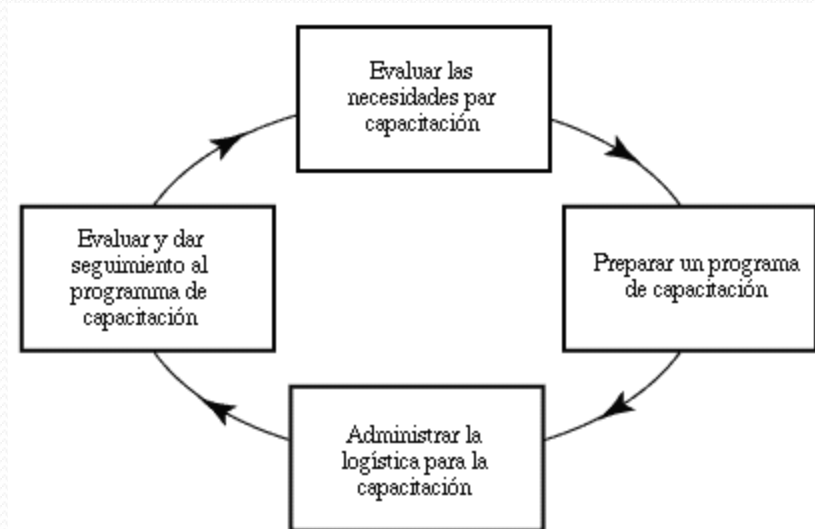 Evaluar las
necesidades par
capacitación
Evaluar y dar
seguimiento al
programma de
capacitación
Preparar un programa
de capacitación
Administrar la
logística para la
capacitación